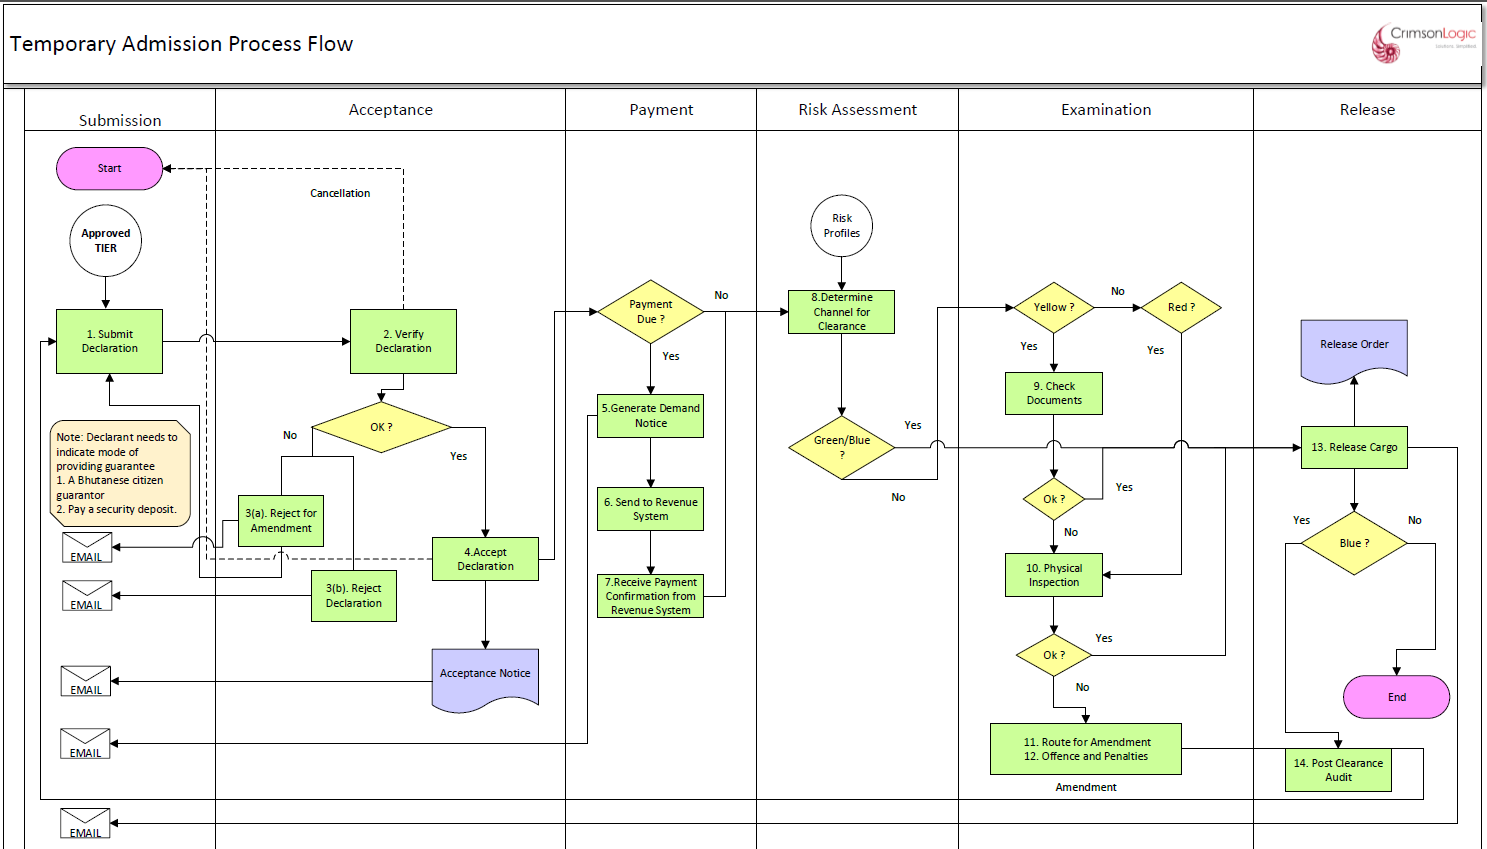 Temporary Admission Process Flow
CrimsonLogic
Submission
Acceptance
Payment
Risk Assessment
Examination
Release
Start
Cancellation
Approved
TIER
1. Submit
Declaration
2. Verify
Declaration
OK ?
No
Yes
Note: Declarant needs to
indicate mode of
providing guarantee
1. A Bhutanese citizen
guarantor
2. Pay a security deposit.
3(a). Reject for
Amendment
3(b). Reject
Declaration
4.Accept
Declaration
Acceptance Notice
EMAIL
EMAIL
EMAIL
EMAIL
EMAIL
Payment
Due ?
No
Yes
5.Generate Demand
Notice
6. Send to Revenue
System
7.Receive Payment
Confirmation from
Revenue System
Risk
Profiles
8.Determine
Channel for
Clearance
Green/Blue
?
Yes
No
Yellow ?
No
Red ?
Yes
Yes
9. Check
Documents
Ok ?
Yes
No
10. Physical
Inspection
Ok ?
Yes
No
11. Route for Amendment
12. Offence and Penalties
Amendment
Release Order
13. Release Cargo
Yes
No
Blue ?
End
14. Post Clearance
Audit